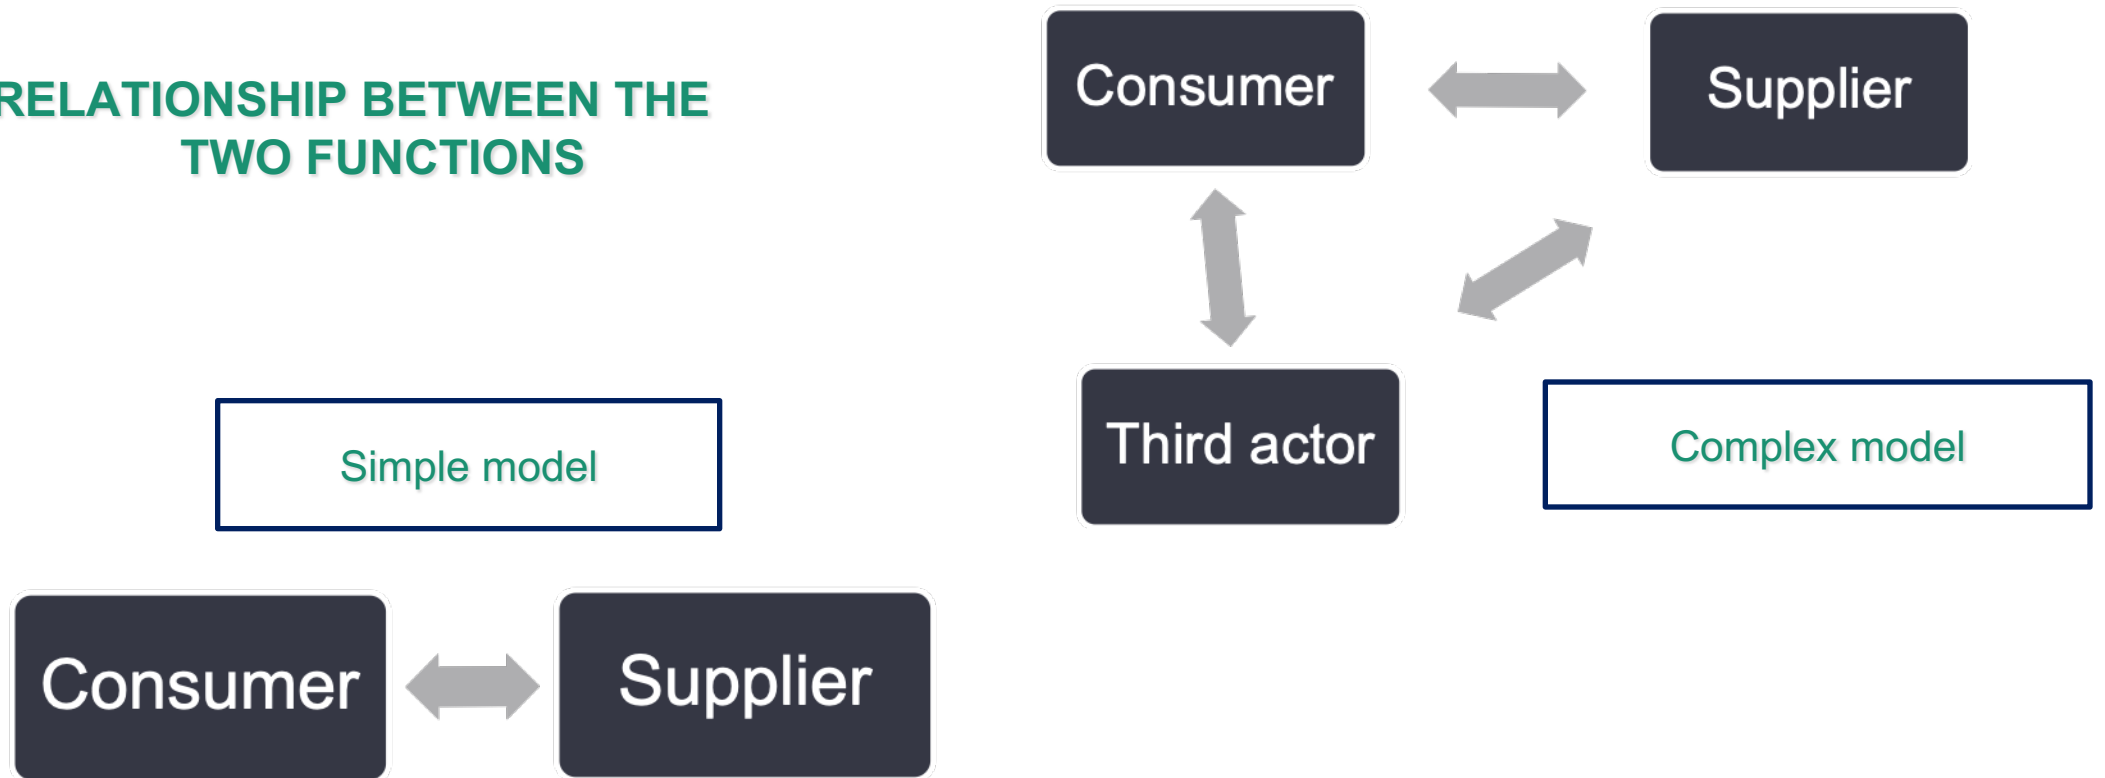 RELATIONSHIP BETWEEN THE
TWO FUNCTIONS
Simple model
Consumer
Supplier
Consumer
Supplier
Third actor
Complex model